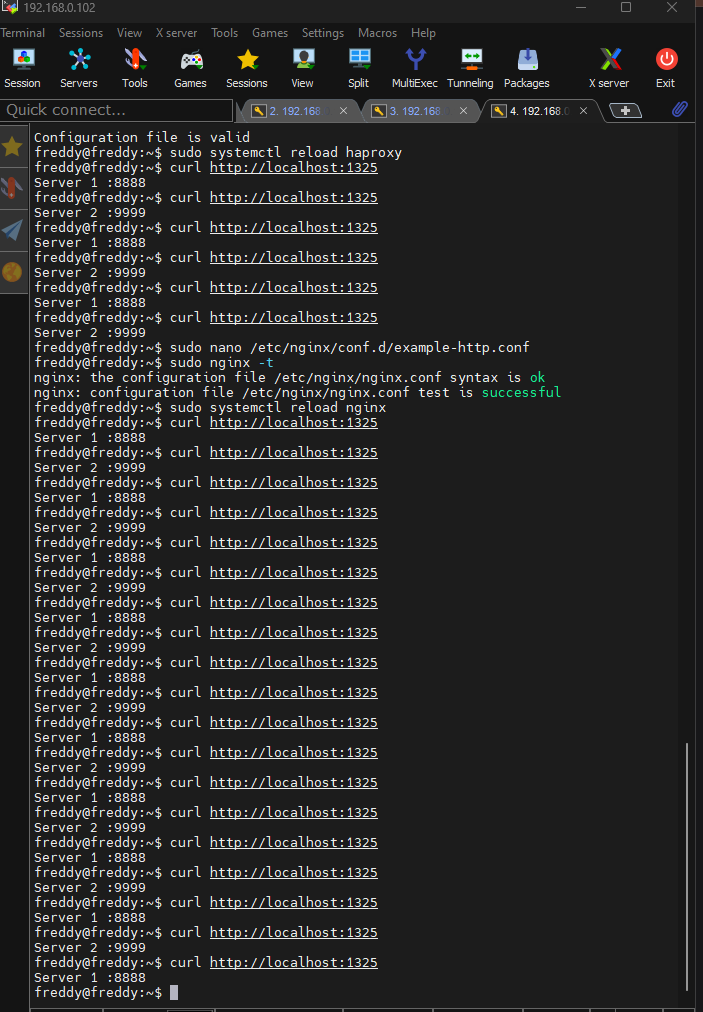 192.168.0.102
Terminal Sessions View X server Tools Games Settings Macros Help
Session Servers Tools Games Sessions View Split MultiExec Tunneling Packages X server Exit
Quick connect... 2. 192.168 3. 192.168 4. 192.168.0
Configuration file is valid
freddy@freddy:~$ sudo systemctl reload haproxy
freddy@freddy:~$ curl http://localhost:1325
Server 1 :8888
freddy@freddy:~$ curl http://localhost:1325
Server 2 :9999
freddy@freddy:~$ curl http://localhost:1325
Server 1 :8888
freddy@freddy:~$ curl http://localhost:1325
Server 2 :9999
freddy@freddy:~$ curl http://localhost:1325
Server 1 :8888
freddy@freddy:~$ curl http://localhost:1325
Server 2 :9999
freddy@freddy:~$ sudo nano /etc/nginx/conf.d/example-http.conf
freddy@freddy:~$ sudo nginx -t
nginx: the configuration file /etc/nginx/nginx.conf syntax is ok
nginx: configuration file /etc/nginx/nginx.conf test is successful
freddy@freddy:~$ sudo systemctl reload nginx
freddy@freddy:~$ curl http://localhost:1325
Server 1 :8888
freddy@freddy:~$ curl http://localhost:1325
Server 2 :9999
freddy@freddy:~$ curl http://localhost:1325
Server 1 :8888
freddy@freddy:~$ curl http://localhost:1325
Server 2 :9999
freddy@freddy:~$ curl http://localhost:1325
Server 1 :8888
freddy@freddy:~$ curl http://localhost:1325
Server 2 :9999
freddy@freddy:~$ curl http://localhost:1325
Server 1 :8888
freddy@freddy:~$ curl http://localhost:1325
Server 2 :9999
freddy@freddy:~$ curl http://localhost:1325
Server 1 :8888
freddy@freddy:~$ curl http://localhost:1325
Server 2 :9999
freddy@freddy:~$ curl http://localhost:1325
Server 1 :8888
freddy@freddy:~$ curl http://localhost:1325
Server 2 :9999
freddy@freddy:~$ curl http://localhost:1325
Server 1 :8888
freddy@freddy:~$ curl http://localhost:1325
Server 2 :9999
freddy@freddy:~$ curl http://localhost:1325
Server 1 :8888
freddy@freddy:~$ curl http://localhost:1325
Server 2 :9999
freddy@freddy:~$ curl http://localhost:1325
Server 1 :8888
freddy@freddy:~$ curl http://localhost:1325
Server 2 :9999
freddy@freddy:~$ curl http://localhost:1325
Server 1 :8888
freddy@freddy:~$